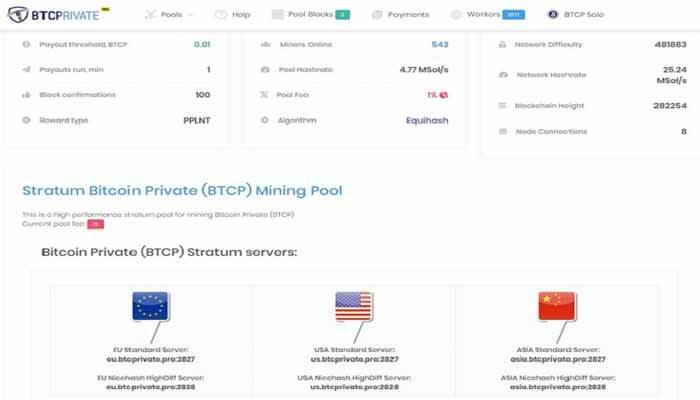 BTCPRIVATE Pools Help Pool Blocks 3 Payments Workers 1011 BTCP Solo
Payout threshold, BTCP 0.01
Payouts run, min 1
Block confirmations 100
Reward type PPLNT
Miners Online 543
Pool Hashrate 4.77 MSol/s
Pool Fee 1%
Algorithm Equihash
Network Difficulty 481883
Network Hashrate 25.24 MSol/s
Blockchain Height 282254
Node Connections 8
Stratum Bitcoin Private (BTCP) Mining Pool
This is a high performance stratum pool for mining Bitcoin Private (BTCP)
Current pool fee:
Bitcoin Private (BTCP) Stratum servers:
EU Standard Server:
eu.btcprivate.pro:2827
EU Nicehash HighDiff Server:
eu.btcprivate.pro:2828
USA Standard Server:
us.btcprivate.pro:2827
USA Nicehash HighDiff Server:
us.btcprivate.pro:2828
ASIA Standard Server:
asia.btcprivate.pro:2827
ASIA Nicehash HighDiff Server:
asia.btcprivate.pro:2828